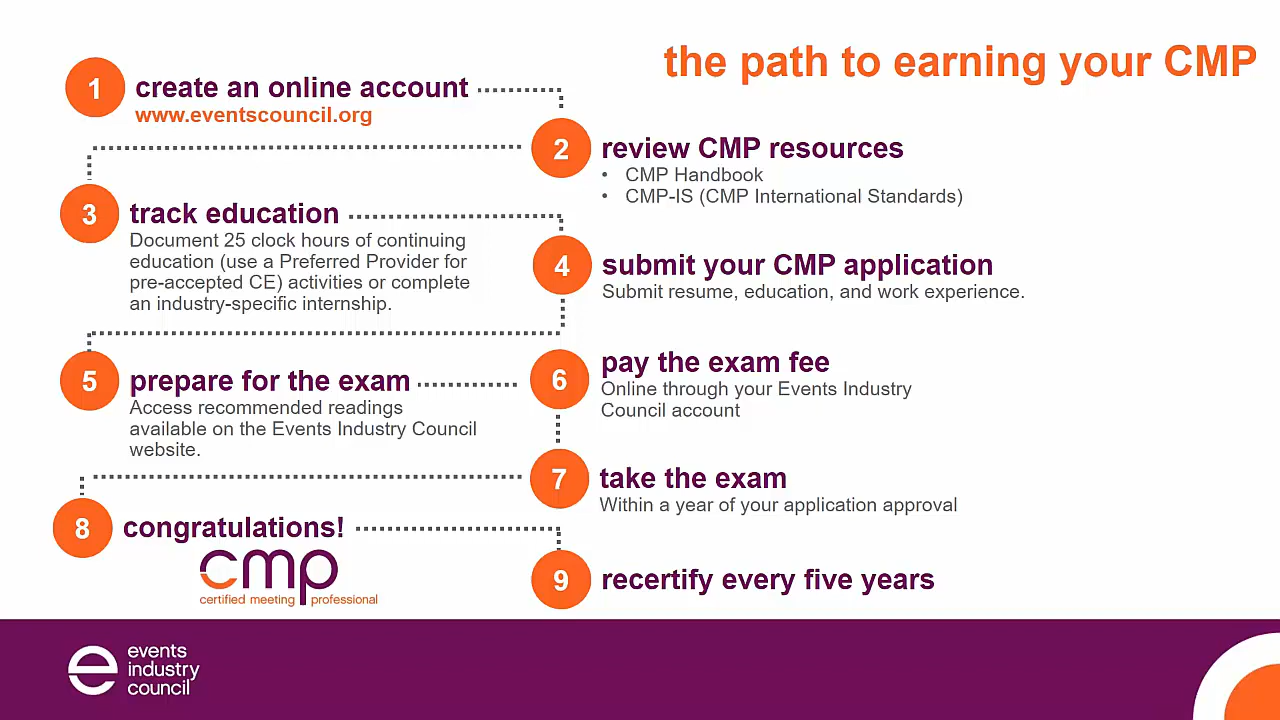 the path to earning your CMP
1
create an online account
www.eventscouncil.org
2
review CMP resources
• CMP Handbook
• CMP-IS (CMP International Standards)
3
track education
Document 25 clock hours of continuing
education (use a Preferred Provider for
pre-accepted CE) activities or complete
an industry-specific internship.
4
submit your CMP application
Submit resume, education, and work experience.
5
prepare for the exam
Access recommended readings
available on the Events Industry Council
website.
6
pay the exam fee
Online through your Events Industry
Council account
7
take the exam
Within a year of your application approval
8
congratulations!
cmp
certified meeting professional
9
recertify every five years
e
events
industry
council